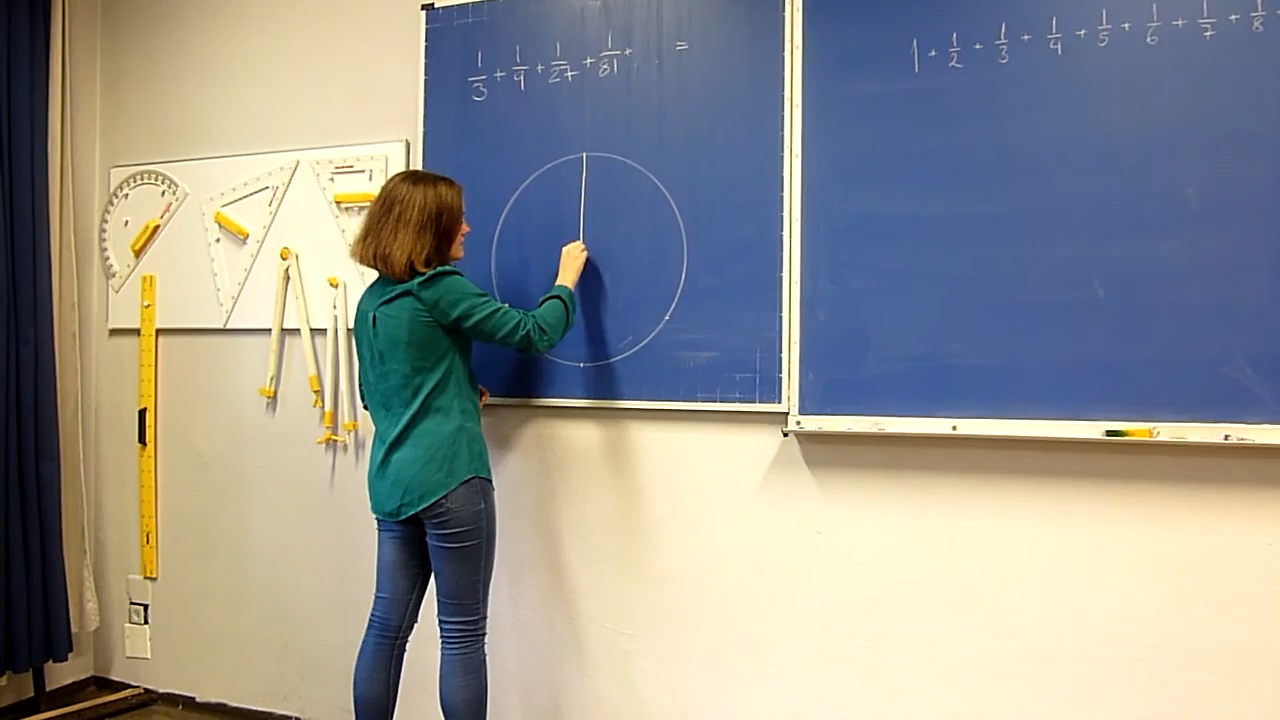 1/3 + 1/9 + 1/27 + 1/81 + . . . =
1 + 1/2 + 1/3 + 1/4 + 1/5 + 1/6 + 1/7 + 1/8